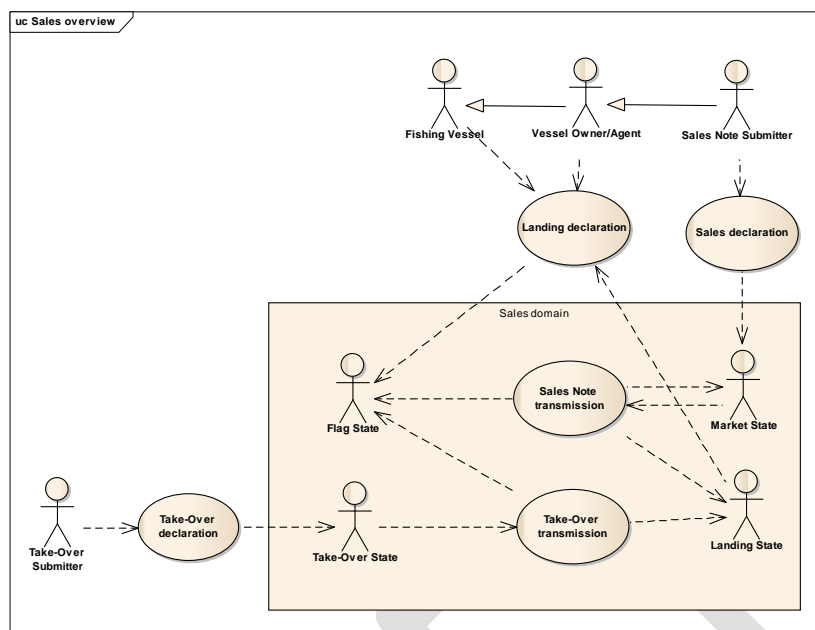 uc Sales overview
Fishing Vessel
Vessel Owner/Agent
Sales Note Submitter
Landing declaration
Sales declaration
Sales domain
Flag State
Sales Note
transmission
Market State
Take-Over
Submitter
Take-Over
declaration
Take-Over State
Take-Over
transmission
Landing State